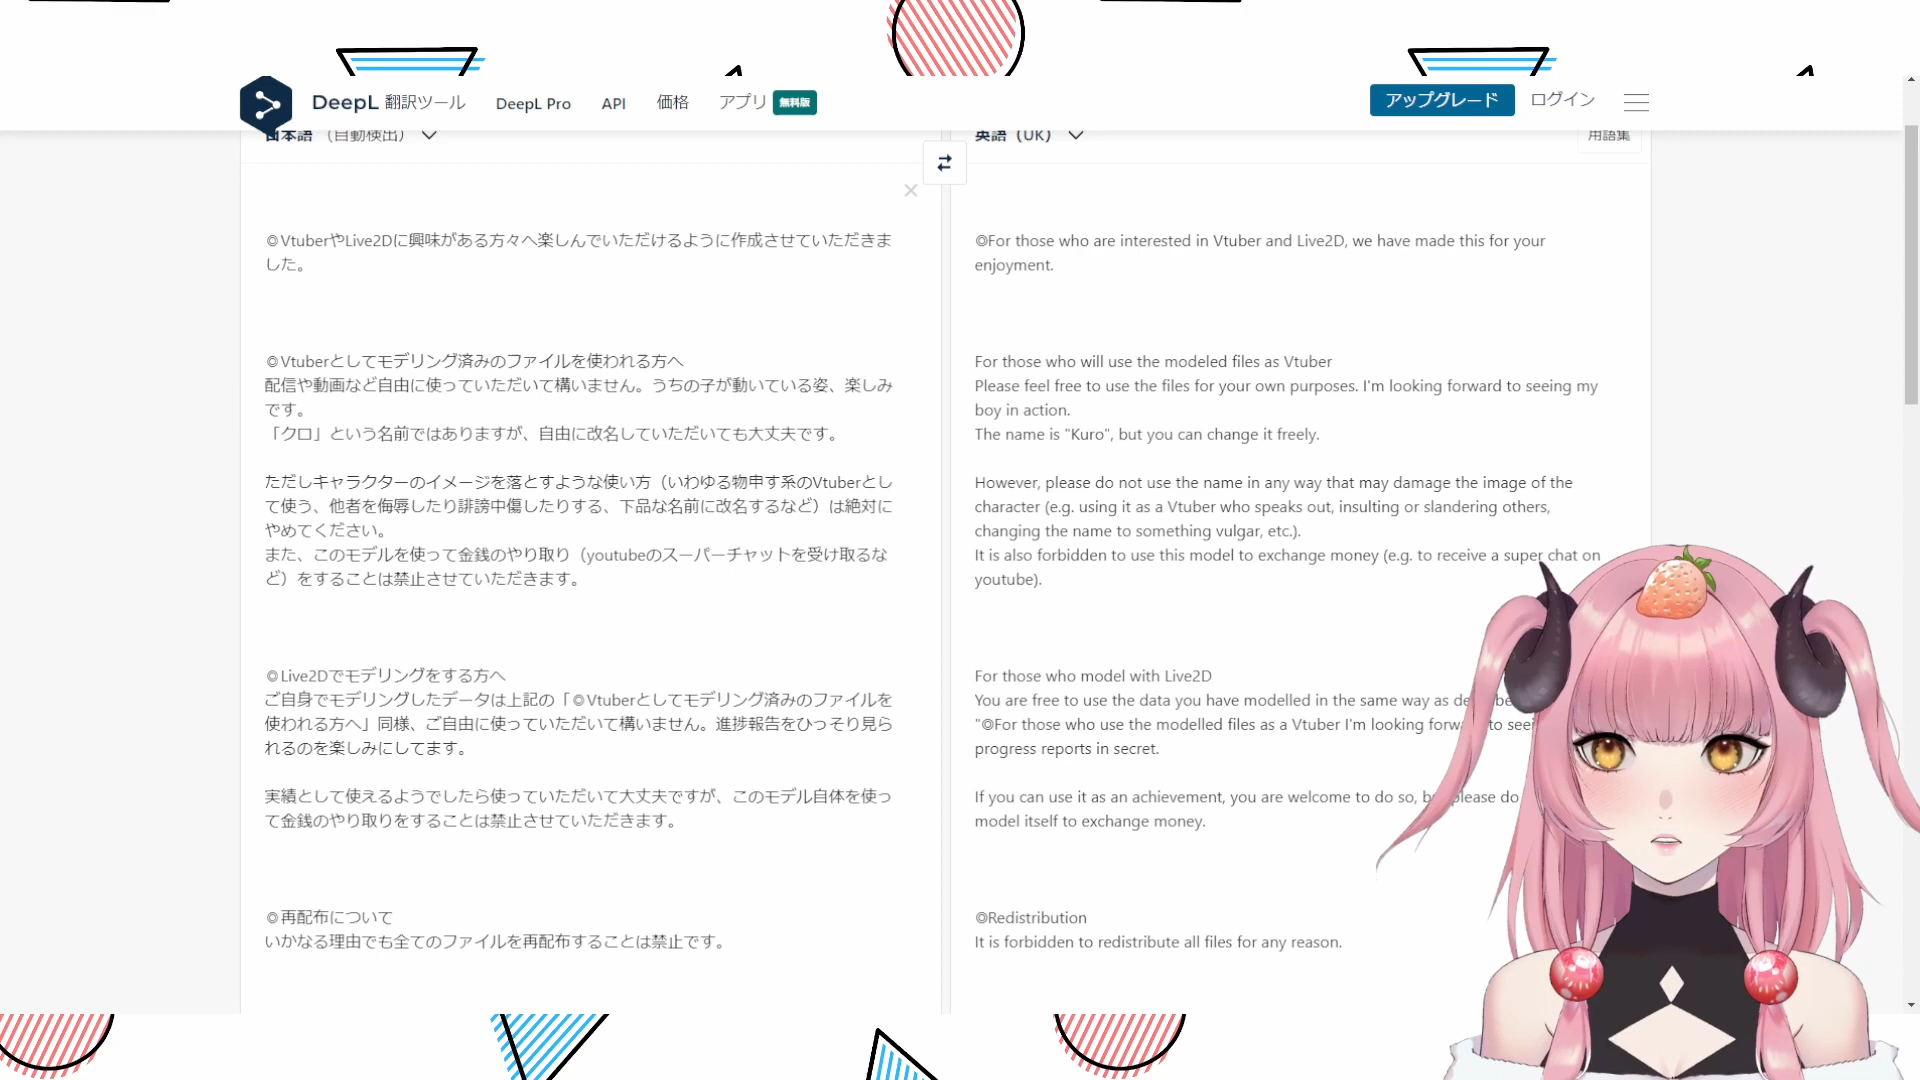 DeepL 翻訳ツール DeepL Pro API 価格 アプリ 無料版 アップグレード ログイン
日本語 （自動検出） 英語（UK） 用語集
◎VtuberやLive2Dに興味がある方々へ楽しんでいただけるように作成させていただきま
した。
◎Vtuberとしてモデリング済みのファイルを使われる方へ
配信や動画など自由に使っていただいて構いません。うちの子が動いている姿、楽しみ
です。
「クロ」という名前ではありますが、自由に改名していただいても大丈夫です。
ただしキャラクターのイメージを落とすような使い方（いわゆる物申す系のVtuberとし
て使う、他者を侮辱したり誹謗中傷したりする、下品な名前に改名するなど）は絶対に
やめてください。
また、このモデルを使って金銭のやり取り（youtubeのスーパーチャットを受け取るな
ど）をすることは禁止させていただきます。
◎Live2Dでモデリングをする方へ
ご自身でモデリングしたデータは上記の「◎Vtuberとしてモデリング済みのファイルを
使われる方へ」同様、ご自由に使っていただいて構いません。進捗報告をひっそり見ら
れるのを楽しみにしてます。
実績として使えるようでしたら使っていただいて大丈夫ですが、このモデル自体を使っ
て金銭のやり取りをすることは禁止させていただきます。
◎再配布について
いかなる理由でも全てのファイルを再配布することは禁止です。
◎For those who are interested in Vtuber and Live2D, we have made this for your
enjoyment.
For those who will use the modeled files as Vtuber
Please feel free to use the files for your own purposes. I'm looking forward to seeing my
boy in action.
The name is "Kuro", but you can change it freely.
However, please do not use the name in any way that may damage the image of the
character (e.g. using it as a Vtuber who speaks out, insulting or slandering others,
changing the name to something vulgar, etc.).
It is also forbidden to use this model to exchange money (e.g. to receive a super chat on
youtube).
For those who model with Live2D
You are free to use the data you have modelled in the same way as
"◎For those who use the modelled files as a Vtuber I'm looking to
progress reports in secret.
If you can use it as an achievement, you are welcome to do so, please do
model itself to exchange money.
◎Redistribution
It is forbidden to redistribute all files for any reason.